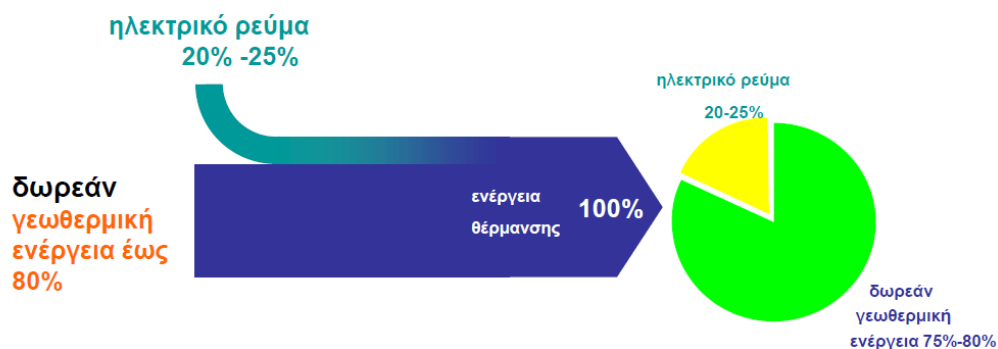 ηλεκτρικό ρεύμα
20% -25%
δωρεάν
γεωθερμική
ενέργεια έως
80%
ενέργεια
θέρμανσης
100%
ηλεκτρικό ρεύμα
20-25%
δωρεάν
γεωθερμική
ενέργεια 75%-80%